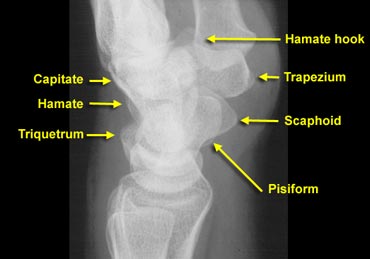 Hamate hook
Capitate
Trapezium
Hamate
Scaphoid
Triquetrum
Pisiform